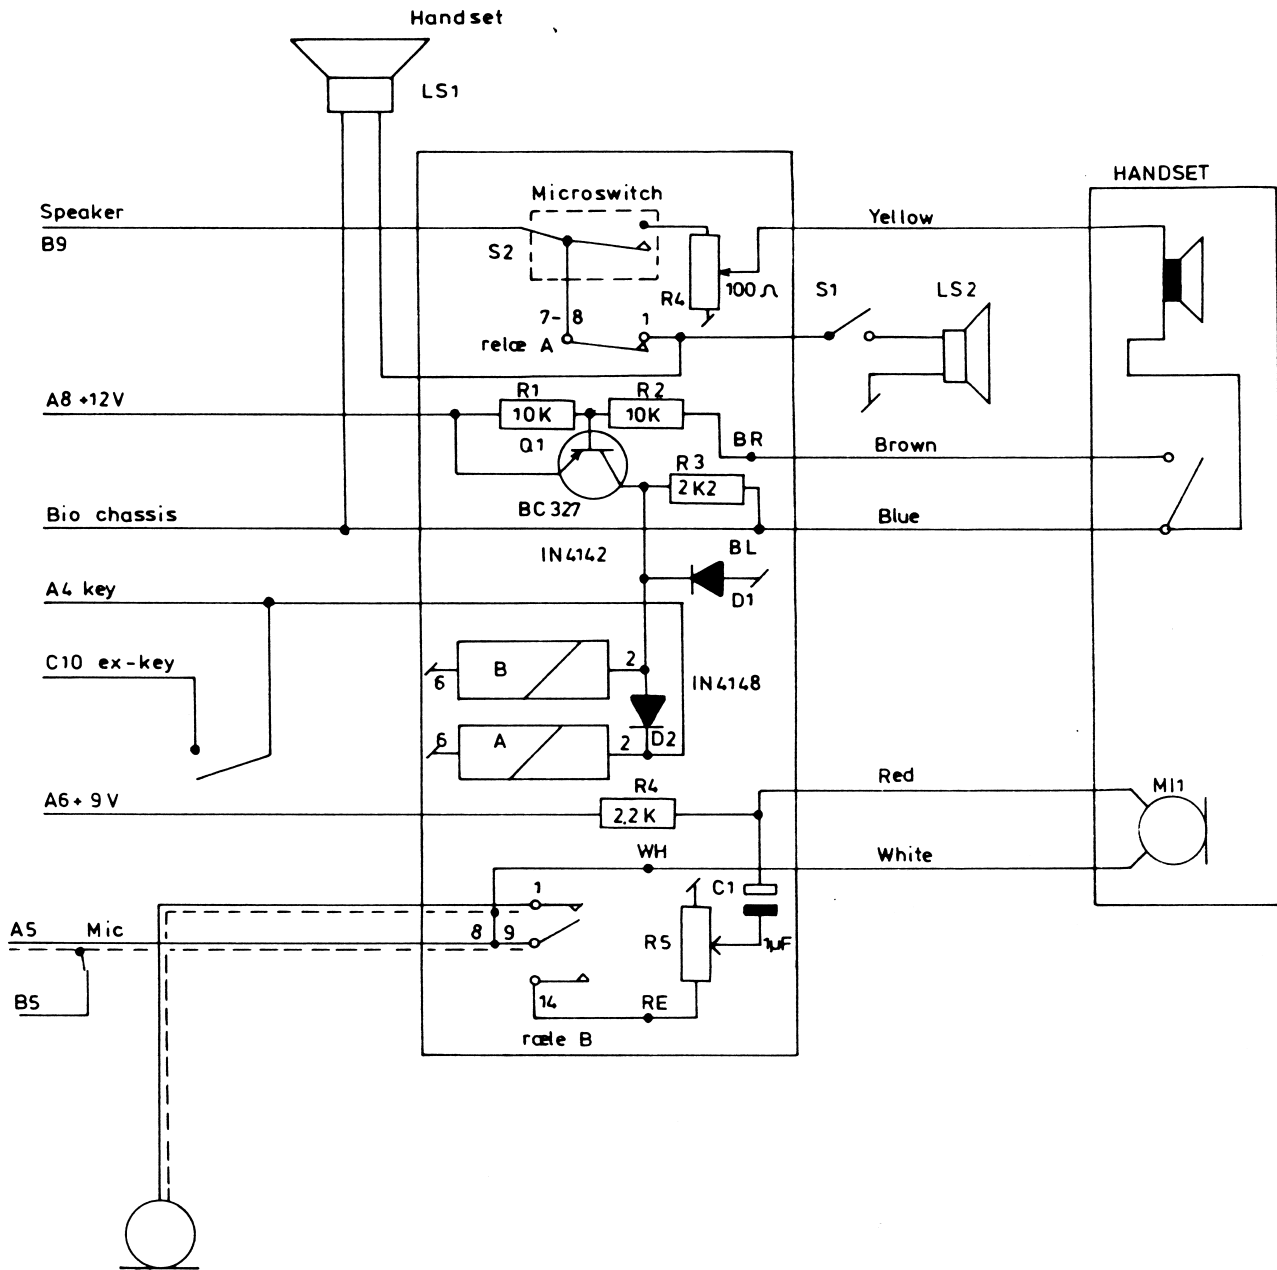 Handset
LS1
HANDSET
Microswitch
Speaker
Yellow
B9
S2
R4
100Ω
S1
LS2
7- 8
1
relæ A
R1
R2
A8 +12V
10K
10K
Q1
BR
Brown
R3
2K2
BC327
Bio chassis
Blue
IN4142
BL
A4 key
D1
C10 ex-key
B
2
6
IN4148
A
2
6
D2
Red
R4
MI1
A6+ 9V
2,2K
WH
White
1
C1
A5
Mic
8
9
R5
1µF
B5
14
RE
ræle B